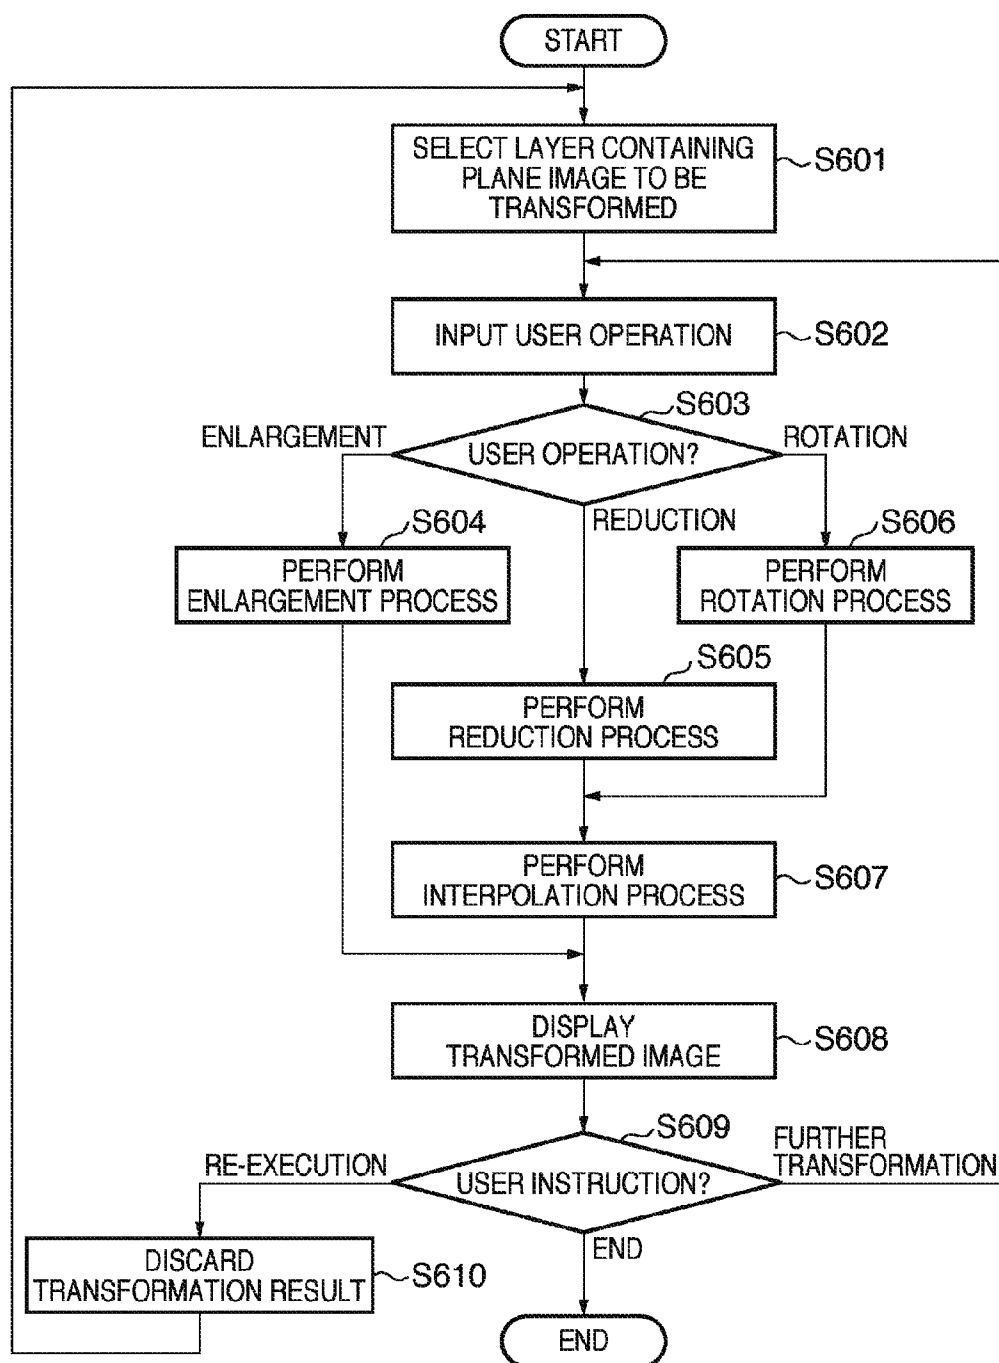 START
SELECT LAYER CONTAINING
PLANE IMAGE TO BE
TRANSFORMED
S601
INPUT USER OPERATION
S602
S603
ENLARGEMENT
USER OPERATION?
ROTATION
REDUCTION
S604
PERFORM
ENLARGEMENT PROCESS
S606
PERFORM
ROTATION PROCESS
S605
PERFORM
REDUCTION PROCESS
PERFORM
INTERPOLATION PROCESS
S607
DISPLAY
TRANSFORMED IMAGE
S608
S609
RE-EXECUTION
USER INSTRUCTION?
FURTHER
TRANSFORMATION
END
DISCARD
TRANSFORMATION RESULT
S610
END